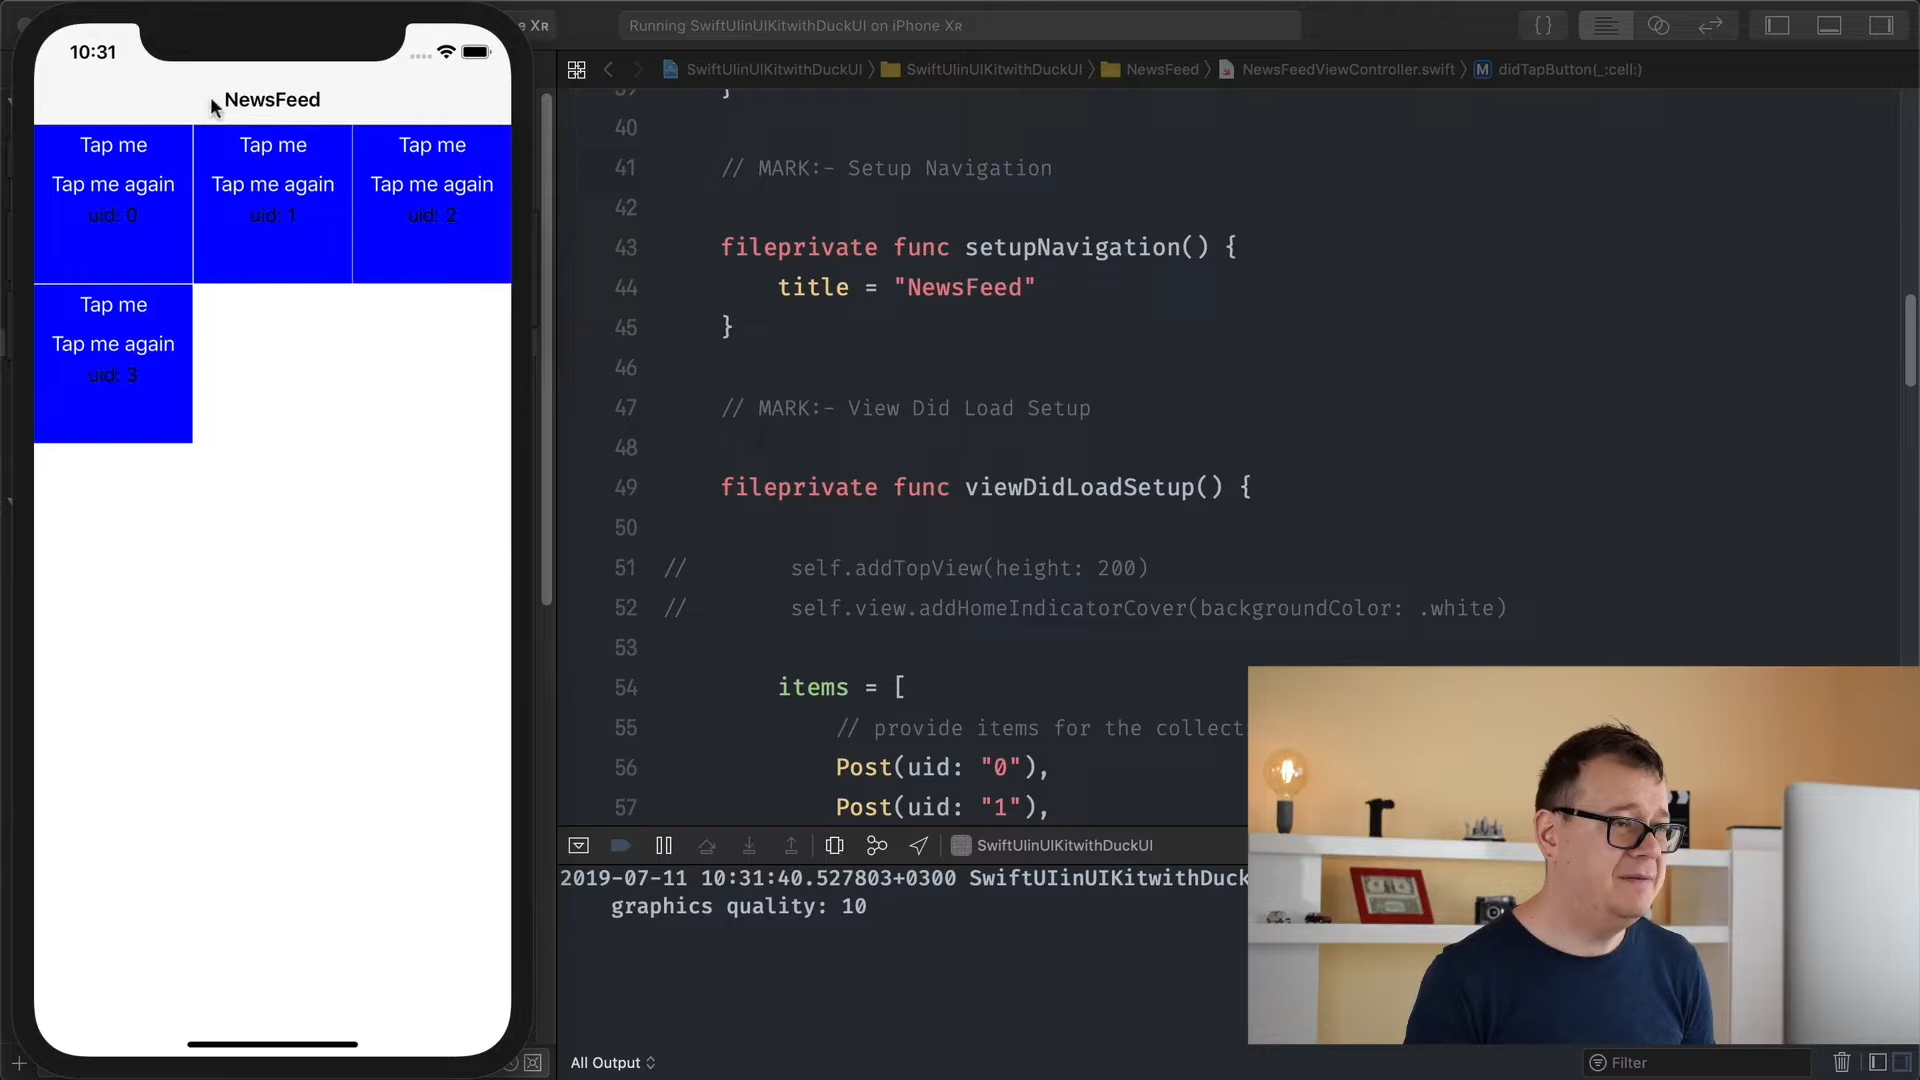 10:31
NewsFeed
Tap me
Tap me again
uid: 0
Tap me
Tap me again
uid: 1
Tap me
Tap me again
uid: 2
Tap me
Tap me again
uid: 3
XR
Running SwiftUIinUIKitwithDuckUI on iPhone XR
SwiftUIinUIKitwithDuckUI 〉 SwiftUIinUIKitwithDuckUI 〉 NewsFeed 〉 NewsFeedViewController.swift 〉 M didTapButton(_:cell:)
39 }
40
41 // MARK:- Setup Navigation
42
43 fileprivate func setupNavigation() {
44 title = "NewsFeed"
45 }
46
47 // MARK:- View Did Load Setup
48
49 fileprivate func viewDidLoadSetup() {
50
51 // self.addTopView(height: 200)
52 // self.view.addHomeIndicatorCover(backgroundColor: .white)
53
54 items = [
55 // provide items for the collecti
56 Post(uid: "0"),
57 Post(uid: "1"),
SwiftUIinUIKitwithDuckUI
2019-07-11 10:31:40.527803+0300 SwiftUIinUIKitwithDuck
graphics quality: 10
All Output
Filter